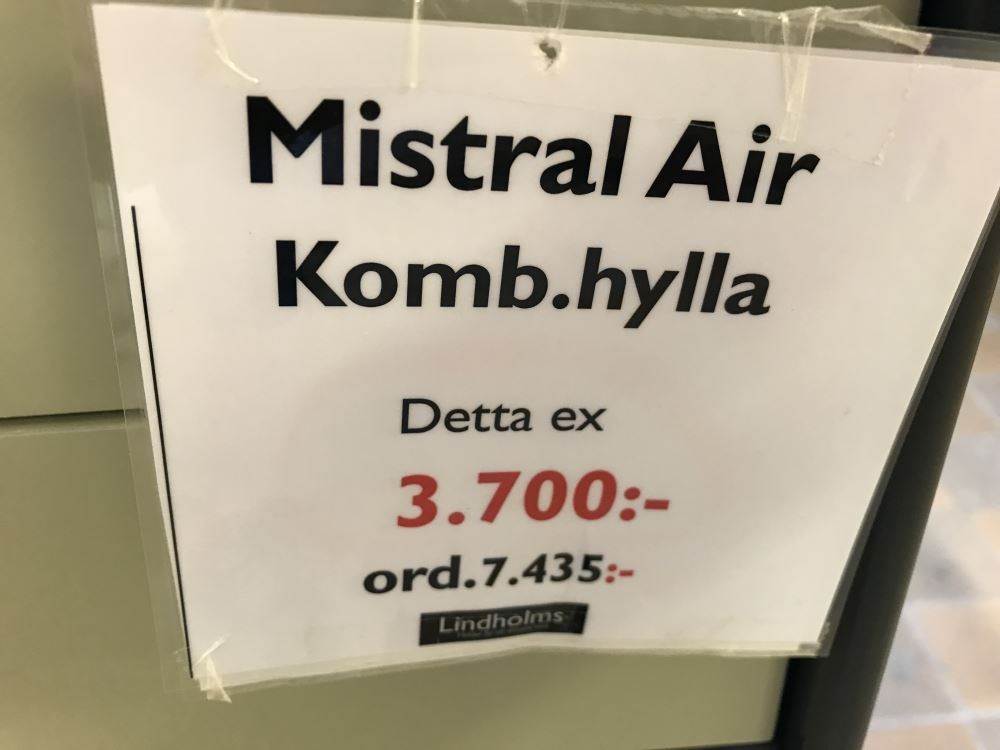 Mistral Air
Komb.hylla
Detta ex
3.700:-
ord.7.435:-
Lindholms